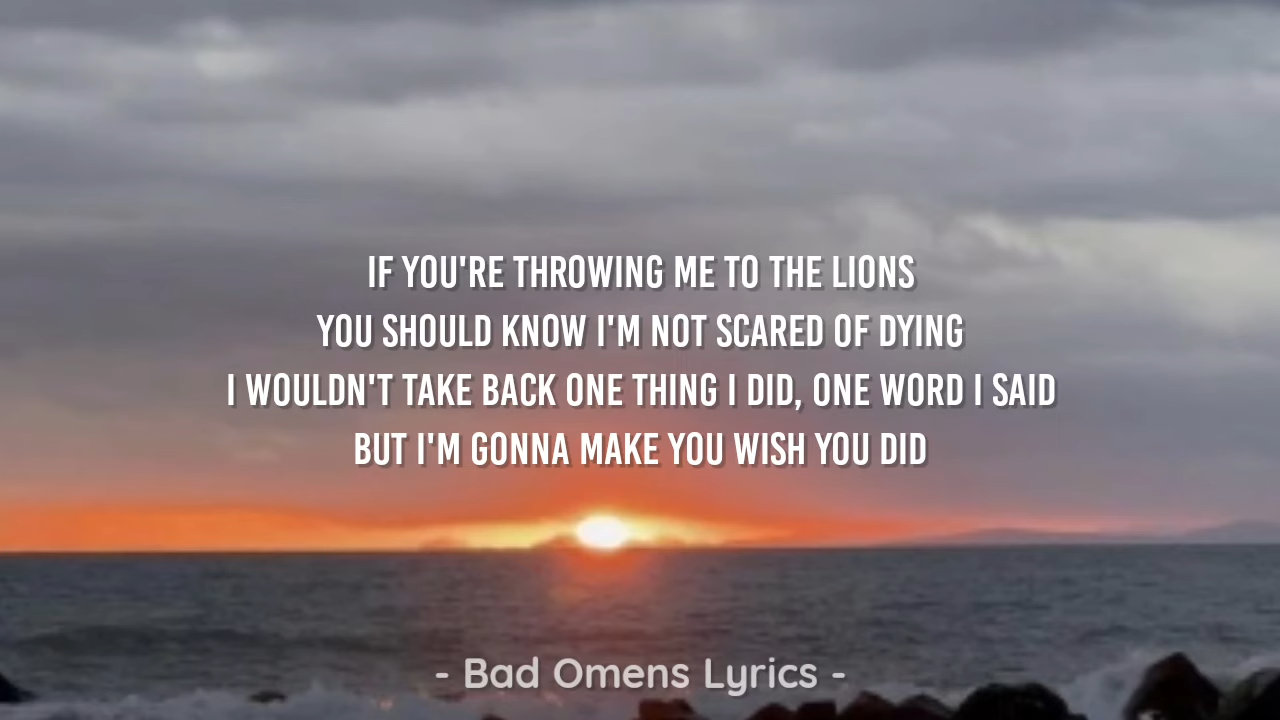 IF YOU'RE THROWING ME TO THE LIONS
YOU SHOULD KNOW I'M NOT SCARED OF DYING
I WOULDN'T TAKE BACK ONE THING I DID, ONE WORD I SAID
BUT I'M GONNA MAKE YOU WISH YOU DID
- Bad Omens Lyrics -